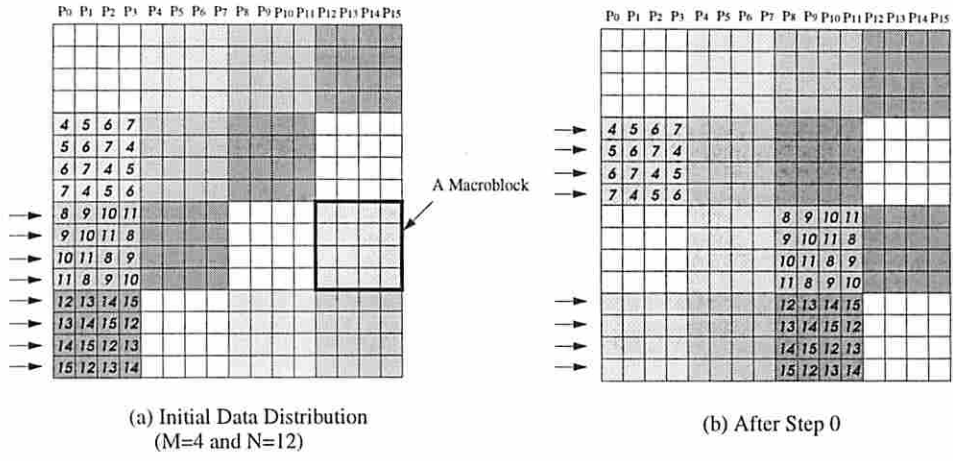 P0 P1 P2 P3 P4 P5 P6 P7 P8 P9 P10 P11 P12 P13 P14 P15
4 5 6 7
5 6 7 4
6 7 4 5
7 4 5 6
8 9 10 11
9 10 11 8
10 11 8 9
11 8 9 10
12 13 14 15
13 14 15 12
14 15 12 13
15 12 13 14
A Macroblock
(a) Initial Data Distribution
(M=4 and N=12)
P0 P1 P2 P3 P4 P5 P6 P7 P8 P9 P10 P11 P12 P13 P14 P15
4 5 6 7
5 6 7 4
6 7 4 5
7 4 5 6
8 9 10 11
9 10 11 8
10 11 8 9
11 8 9 10
12 13 14 15
13 14 15 12
14 15 12 13
15 12 13 14
(b) After Step 0